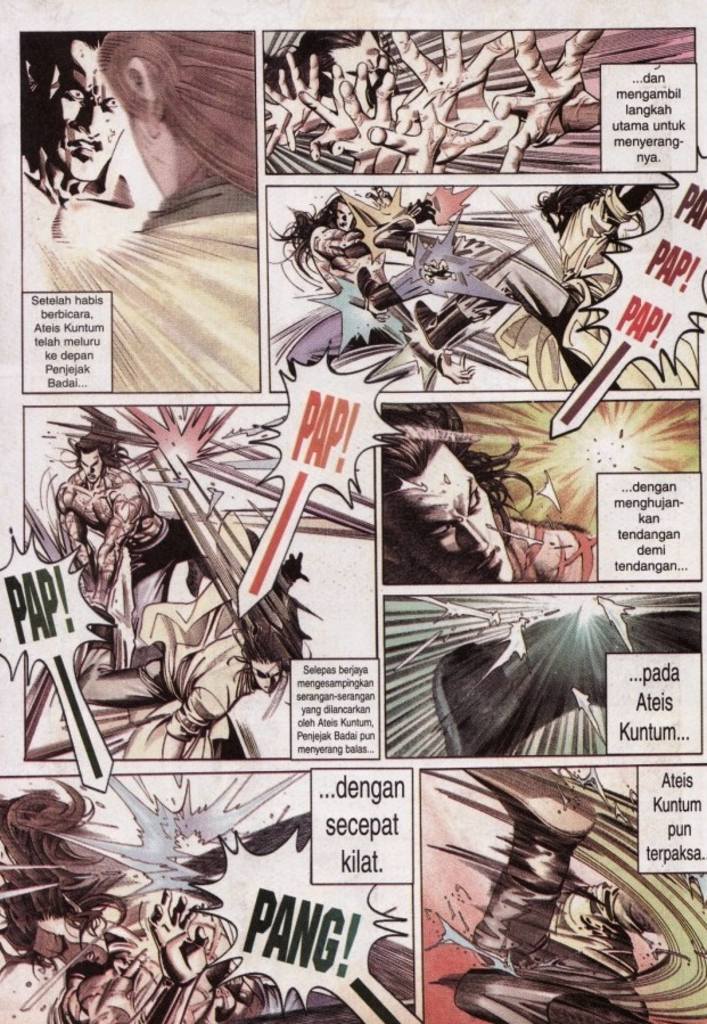 Setelah habis
berbicara,
Ateis Kuntum
telah meluru
ke depan
Penjejak
Badai...
...dan
mengambil
langkah
utama untuk
menyerang-
nya.
PAP!
PAP!
PAP!
PAP!
PAP!
Selepas berjaya
mengesampingkan
serangan-serangan
yang dilancarkan
oleh Ateis Kuntum,
Penjejak Badai pun
menyerang balas...
...dengan
menghujan-
kan
tendangan
demi
tendangan...
...pada
Ateis
Kuntum...
...dengan
secepat
kilat.
PANG!
Ateis
Kuntum
pun
terpaksa..